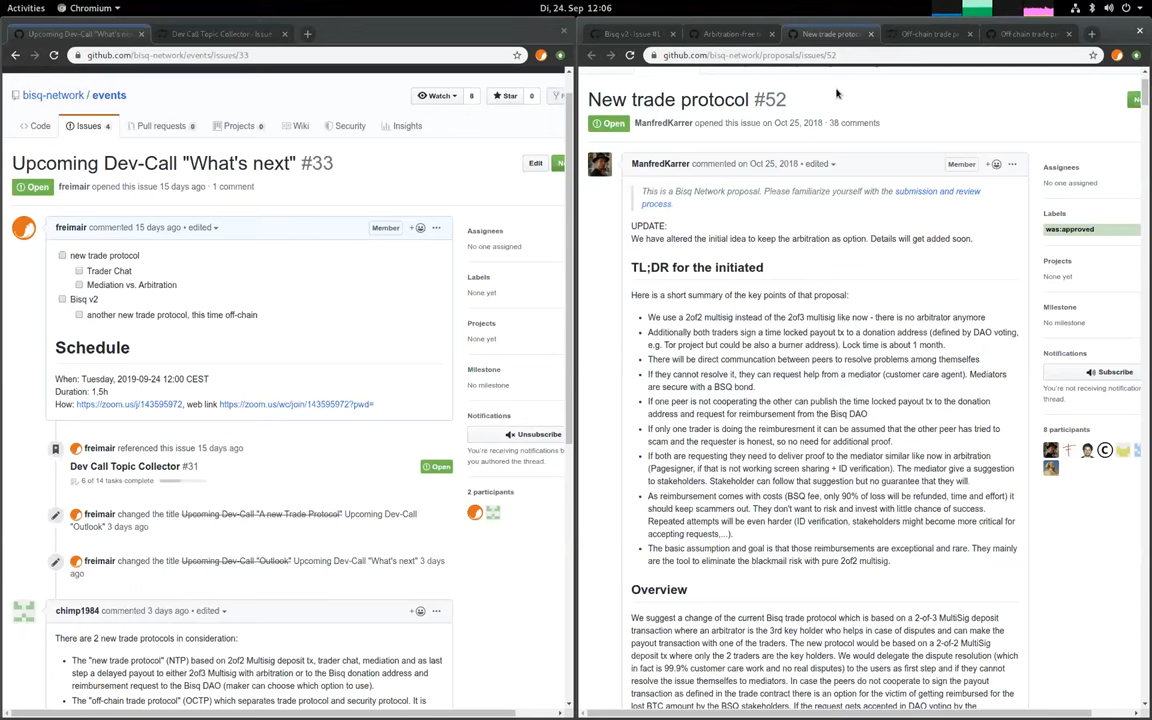 Activities
Chromium
Di, 24. Sep 12:06
Upcoming Dev-Call "What's next"
Dev Call Topic Collector · Issu
github.com/bisq-network/events/issues/33
bisq-network / events
Watch 8
Star 0
Code
Issues 4
Pull requests 0
Projects 0
Wiki
Security
Insights
Upcoming Dev-Call "What's next" #33
Edit
Open
freimair opened this issue 15 days ago · 1 comment
freimair commented 15 days ago • edited
Member
new trade protocol
Trader Chat
Mediation vs. Arbitration
Bisq v2
another new trade protocol, this time off-chain
Schedule
When: Tuesday, 2019-09-24 12:00 CEST
Duration: 1,5h
How: https://zoom.us/j/143595972, web link https://zoom.us/wc/join/143595972?pwd=
Assignees
No one assigned
Labels
None yet
Projects
None yet
Milestone
No milestone
Notifications
Unsubscribe
You're receiving notifications b
you authored the thread.
2 participants
freimair referenced this issue 15 days ago
Dev Call Topic Collector #31
Open
6 of 14 tasks complete
freimair changed the title Upcoming Dev-Call "A new Trade Protocol" Upcoming Dev-Call
"Outlook" 3 days ago
freimair changed the title Upcoming Dev-Call "Outlook" Upcoming Dev-Call "What's next" 3 days
ago
chimp1984 commented 3 days ago • edited
There are 2 new trade protocols in consideration:
The "new trade protocol" (NTP) based on 2of2 Multisig deposit tx, trader chat, mediation and as last
step a delayed payout to either 2of3 Multisig with arbitration or to the Bisq donation address and
reimbursement request to the Bisq DAO (maker can choose which option to use).
The "off-chain trade protocol" (OCTP) which separates trade protocol and security protocol. It is
Bisq v2 · Issue #1
Arbitration-free t
New trade protoc
Off-chain trade pr
Off chain trade pr
github.com/bisq-network/proposals/issues/52
New trade protocol #52
Open
ManfredKarrer opened this issue on Oct 25, 2018 · 38 comments
ManfredKarrer commented on Oct 25, 2018 • edited
Member
This is a Bisq Network proposal. Please familiarize yourself with the submission and review
process.
UPDATE:
We have altered the initial idea to keep the arbitration as option. Details will get added soon.
TL;DR for the initiated
Here is a short summary of the key points of that proposal:
We use a 2of2 multisig instead of the 2of3 multisig like now - there is no arbitrator anymore
Additionally both traders sign a time locked payout tx to a donation address (defined by DAO voting,
e.g. Tor project but could be also a burner address). Lock time is about 1 month.
There will be direct communcation between peers to resolve problems among themselfes
If they cannot resolve it, they can request help from a mediator (customer care agent). Mediators
are secure with a BSQ bond.
If one peer is not cooperating the other can publish the time locked payout tx to the donation
address and request for reimbursement from the Bisq DAO
If only one trader is doing the reimburesment it can be assumed that the other peer has tried to
scam and the requester is honest, so no need for additional proof.
If both are requesting they need to deliver proof to the mediator similar like now in arbitration
(Pagesigner, if that is not working screen sharing + ID verification). The mediator give a suggestion
to stakeholders. Stakeholder can follow that suggestion but no guarantee that they will.
As reimbursement comes with costs (BSQ fee, only 90% of loss will be refunded, time and effort) it
should keep scammers out. They don't want to risk and invest with little chance of success.
Repeated attempts will be even harder (ID verification, stakeholders might become more critical for
accepting requests,...).
The basic assumption and goal is that those reimbursements are exceptional and rare. They mainly
are the tool to eliminate the blackmail risk with pure 2of2 multisig.
Overview
We suggest a change of the current Bisq trade protocol which is based on a 2-of-3 MultiSig deposit
transaction where an arbitrator is the 3rd key holder who helps in case of disputes and can make the
payout transaction with one of the traders. The new protocol would be based on a 2-of-2 MultiSig
deposit tx where only the 2 traders are the key holders. We would delegate the dispute resolution (which
in fact is 99.9% customer care work and no real disputes) to the users as first step and if they cannot
resolve the issue themselfes to mediators. In case the peers do not cooperate to sign the payout
transaction as defined in the trade contract there is an option for the victim of getting reimbursed for the
lost BTC amount by the BSQ stakeholders. If the request gets accepted in DAO voting by the
Assignees
No one assigned
Labels
was:approved
Projects
None yet
Milestone
No milestone
Notifications
Subscribe
You're not receiving notificatior
thread.
8 participants